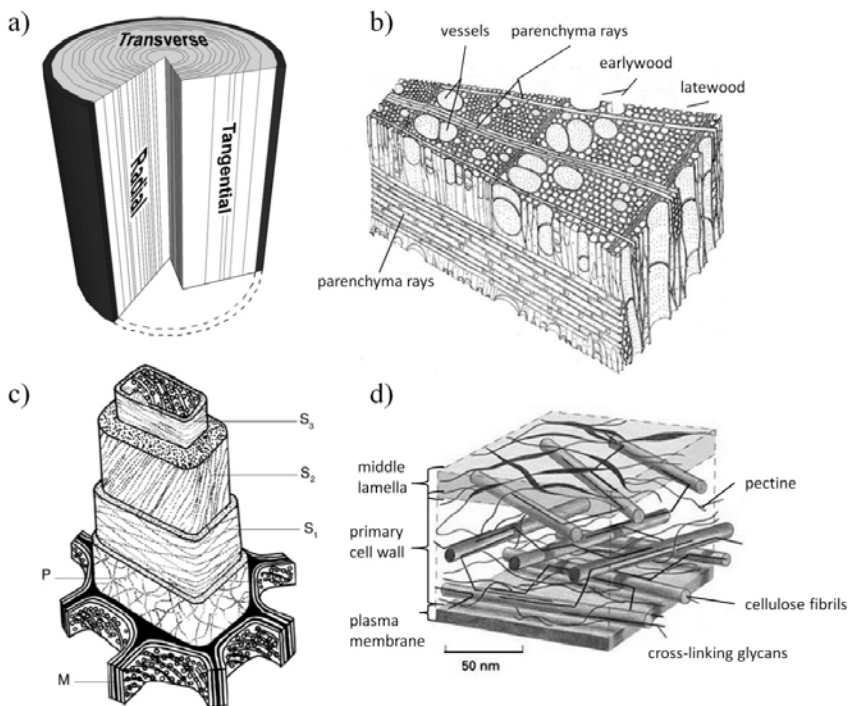 a)
Transverse
Radial
Tangential
b)
vessels
parenchyma rays
earlywood
latewood
parenchyma rays
c)
S3
S2
S1
P
M
d)
middle
lamella
primary
cell wall
plasma
membrane
pectine
cellulose fibrils
cross-linking glycans
50 nm